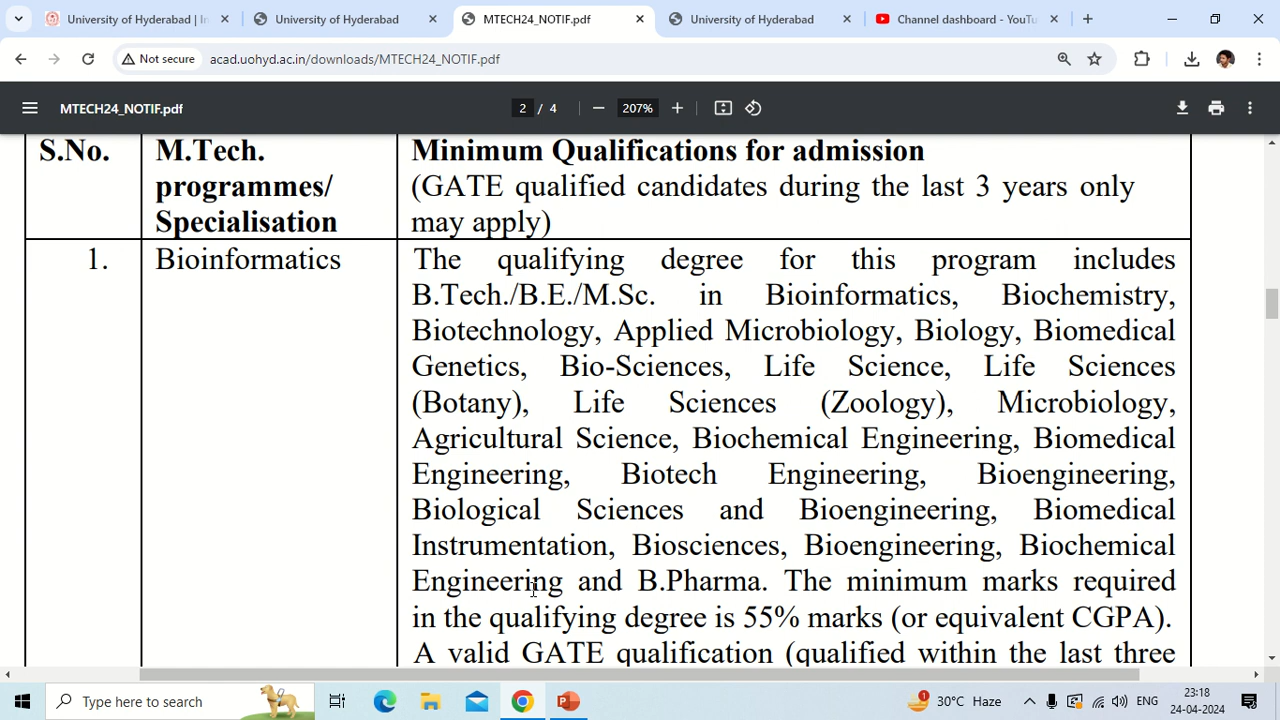 University of Hyderabad | In
University of Hyderabad
MTECH24_NOTIF.pdf
University of Hyderabad
Channel dashboard - YouTu
Not secure
acad.uohyd.ac.in/downloads/MTECH24_NOTIF.pdf
MTECH24_NOTIF.pdf
2 / 4
207%
S.No.
M.Tech.
programmes/
Specialisation
Minimum Qualifications for admission
(GATE qualified candidates during the last 3 years only
may apply)
1.
Bioinformatics
The qualifying degree for this program includes
B.Tech./B.E./M.Sc. in Bioinformatics, Biochemistry,
Biotechnology, Applied Microbiology, Biology, Biomedical
Genetics, Bio-Sciences, Life Science, Life Sciences
(Botany), Life Sciences (Zoology), Microbiology,
Agricultural Science, Biochemical Engineering, Biomedical
Engineering, Biotech Engineering, Bioengineering,
Biological Sciences and Bioengineering, Biomedical
Instrumentation, Biosciences, Bioengineering, Biochemical
Engineering and B.Pharma. The minimum marks required
in the qualifying degree is 55% marks (or equivalent CGPA).
A valid GATE qualification (qualified within the last three
Type here to search
1
30°C Haze
ENG
23:18
24-04-2024